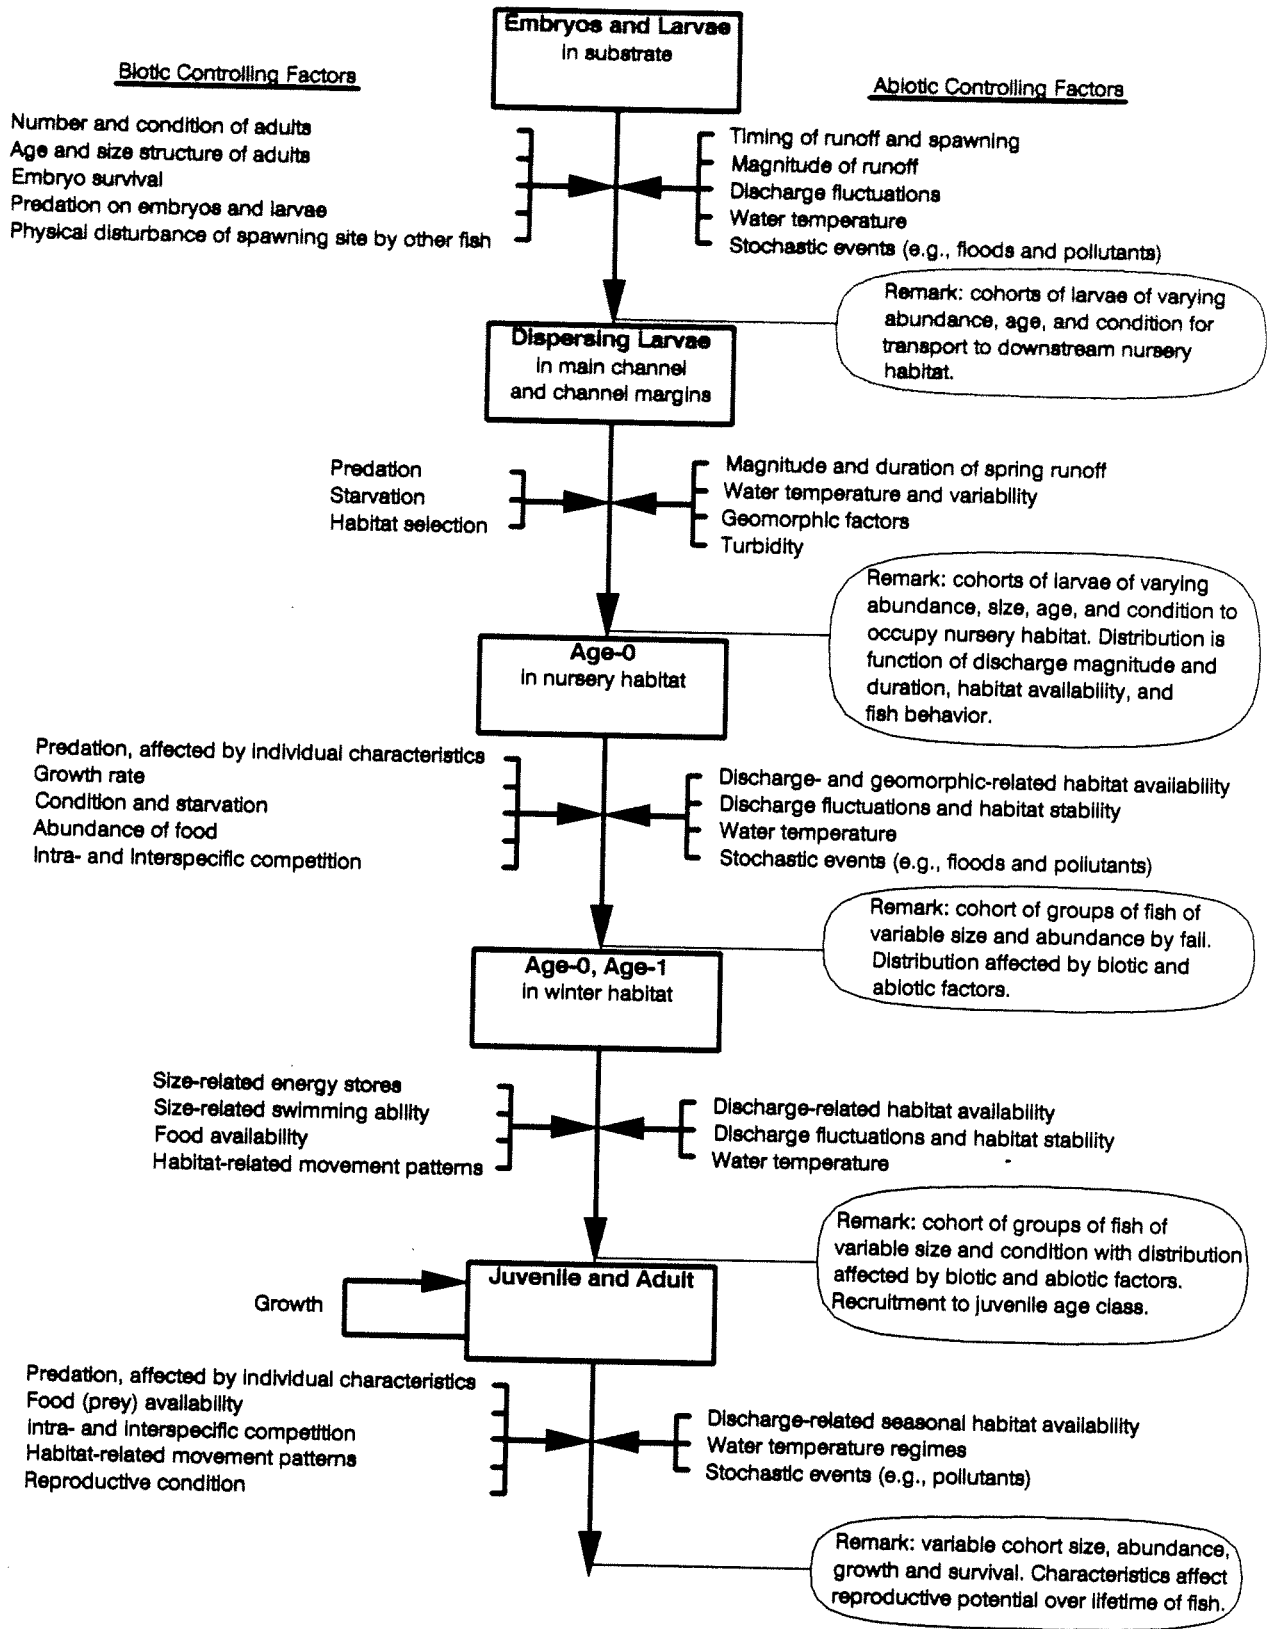 Embryos and Larvae
in substrate
Biotic Controlling Factors
Abiotic Controlling Factors
Number and condition of adults
Age and size structure of adults
Embryo survival
Predation on embryos and larvae
Physical disturbance of spawning site by other fish
Timing of runoff and spawning
Magnitude of runoff
Discharge fluctuations
Water temperature
Stochastic events (e.g., floods and pollutants)
Remark: cohorts of larvae of varying
abundance, age, and condition for
transport to downstream nursery
habitat.
Dispersing Larvae
in main channel
and channel margins
Predation
Starvation
Habitat selection
Magnitude and duration of spring runoff
Water temperature and variability
Geomorphic factors
Turbidity
Remark: cohorts of larvae of varying
abundance, size, age, and condition to
occupy nursery habitat. Distribution is
function of discharge magnitude and
duration, habitat availability, and
fish behavior.
Age-0
in nursery habitat
Predation, affected by individual characteristics
Growth rate
Condition and starvation
Abundance of food
Intra- and interspecific competition
Discharge- and geomorphic-related habitat availability
Discharge fluctuations and habitat stability
Water temperature
Stochastic events (e.g., floods and pollutants)
Remark: cohort of groups of fish of
variable size and abundance by fall.
Distribution affected by biotic and
abiotic factors.
Age-0, Age-1
in winter habitat
Size-related energy stores
Size-related swimming ability
Food availability
Habitat-related movement patterns
Discharge-related habitat availability
Discharge fluctuations and habitat stability
Water temperature
Remark: cohort of groups of fish of
variable size and condition with distribution
affected by biotic and abiotic factors.
Recruitment to juvenile age class.
Juvenile and Adult
Growth
Predation, affected by individual characteristics
Food (prey) availability
Intra- and interspecific competition
Habitat-related movement patterns
Reproductive condition
Discharge-related seasonal habitat availability
Water temperature regimes
Stochastic events (e.g., pollutants)
Remark: variable cohort size, abundance,
growth and survival. Characteristics affect
reproductive potential over lifetime of fish.